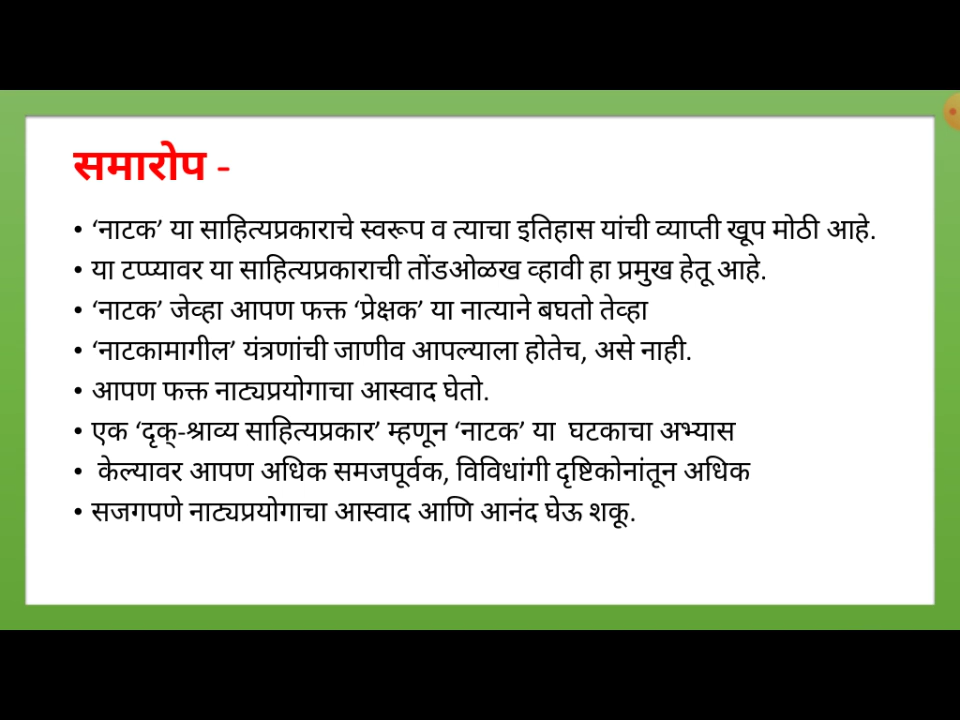 समारोप -
• ‘नाटक’ या साहित्यप्रकाराचे स्वरूप व त्याचा इतिहास यांची व्याप्ती खूप मोठी आहे.
• या टप्प्यावर या साहित्यप्रकाराची तोंडओळख व्हावी हा प्रमुख हेतू आहे.
• ‘नाटक’ जेव्हा आपण फक्त ‘प्रेक्षक’ या नात्याने बघतो तेव्हा
• ‘नाटकामागील’ यंत्रणांची जाणीव आपल्याला होतेच, असे नाही.
• आपण फक्त नाट्यप्रयोगाचा आस्वाद घेतो.
• एक ‘दृक्-श्राव्य साहित्यप्रकार’ म्हणून ‘नाटक’ या घटकाचा अभ्यास
• केल्यावर आपण अधिक समजपूर्वक, विविधांगी दृष्टिकोनांतून अधिक
• सजगपणे नाट्यप्रयोगाचा आस्वाद आणि आनंद घेऊ शकू.